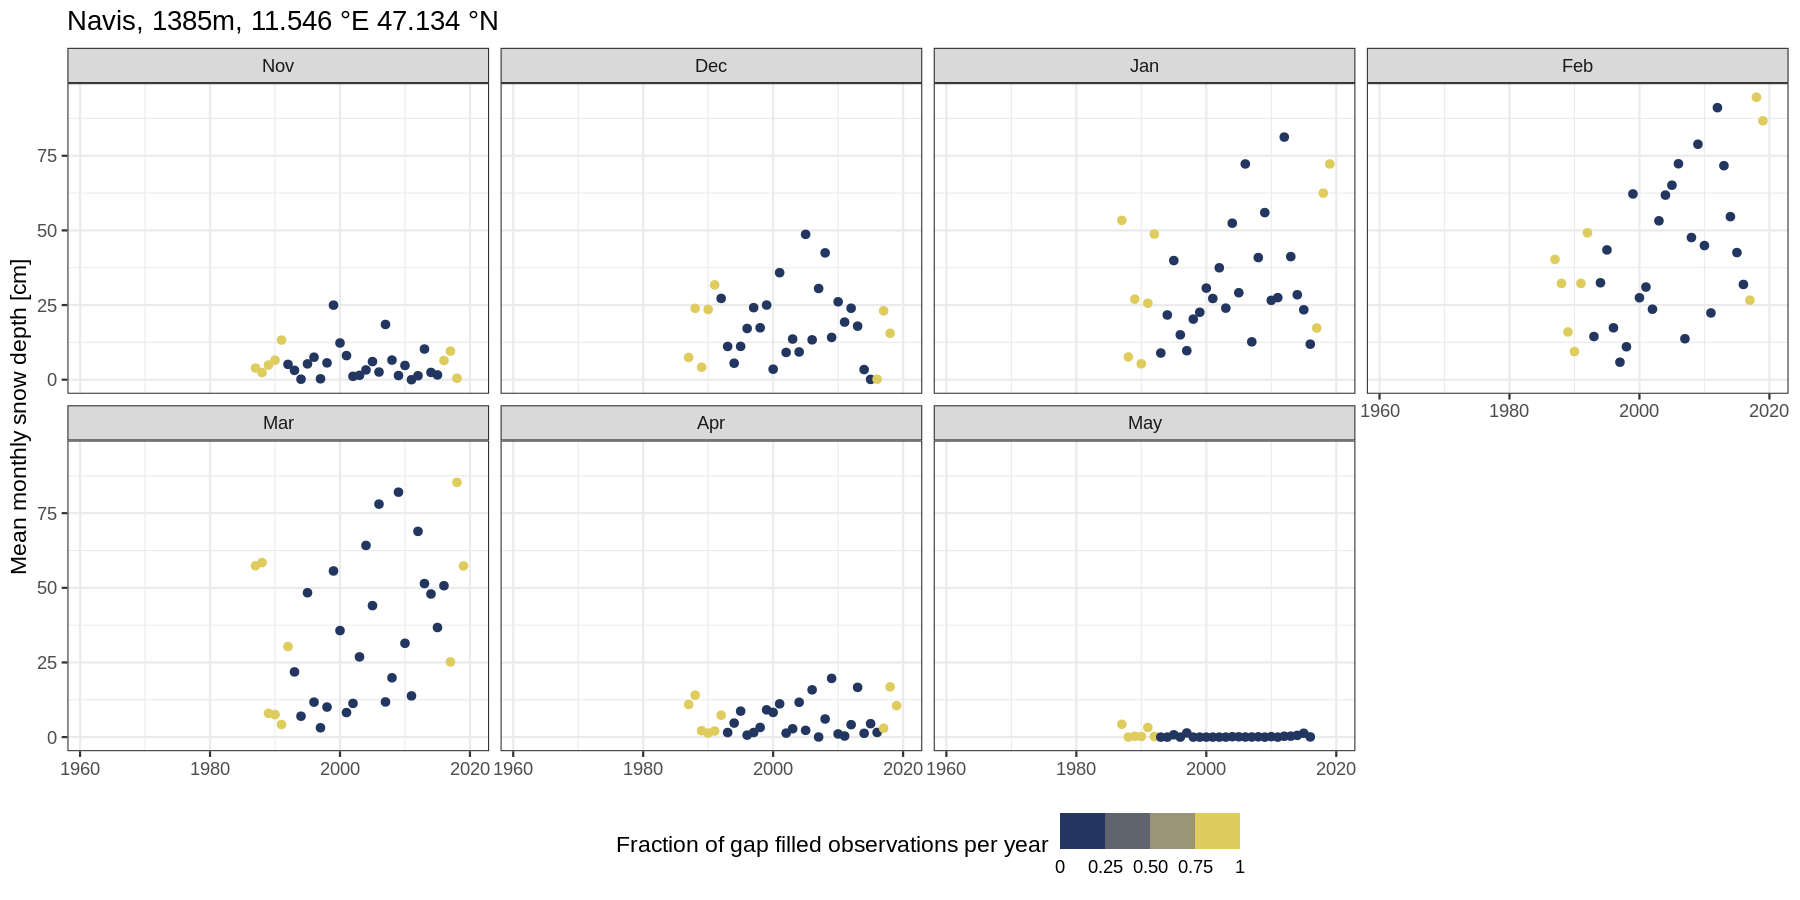 Navis, 1385m, 11.546 °E 47.134 °N
Nov Dec Jan Feb
Mean monthly snow depth [cm]
75
50
25
0
1960 1980 2000 2020
Mar Apr May
75
50
25
0
1960 1980 2000 2020 1960 1980 2000 2020 1960 1980 2000 2020
Fraction of gap filled observations per year
0 0.25 0.50 0.75 1